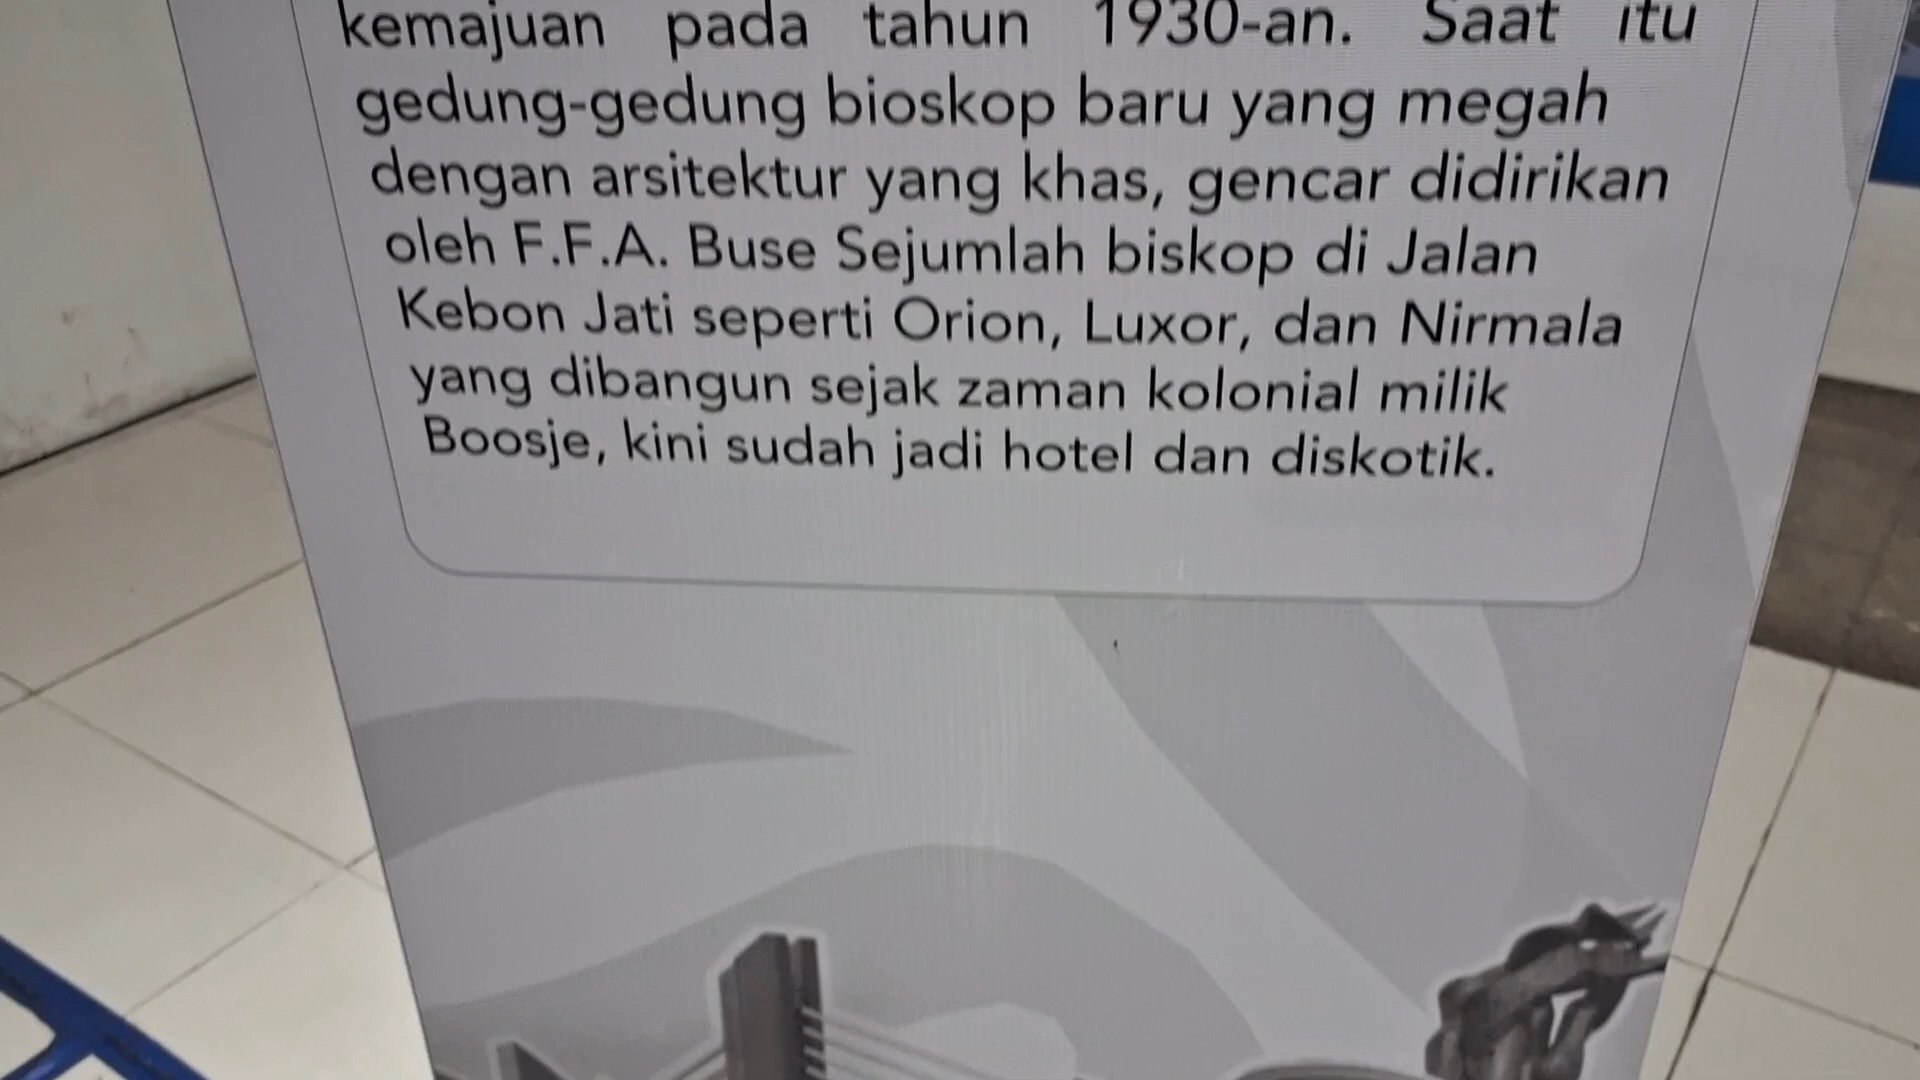 kemajuan pada tahun 1930-an. Saat itu
gedung-gedung bioskop baru yang megah
dengan arsitektur yang khas, gencar didirikan
oleh F.F.A. Buse Sejumlah biskop di Jalan
Kebon Jati seperti Orion, Luxor, dan Nirmala
yang dibangun sejak zaman kolonial milik
Boosje, kini sudah jadi hotel dan diskotik.